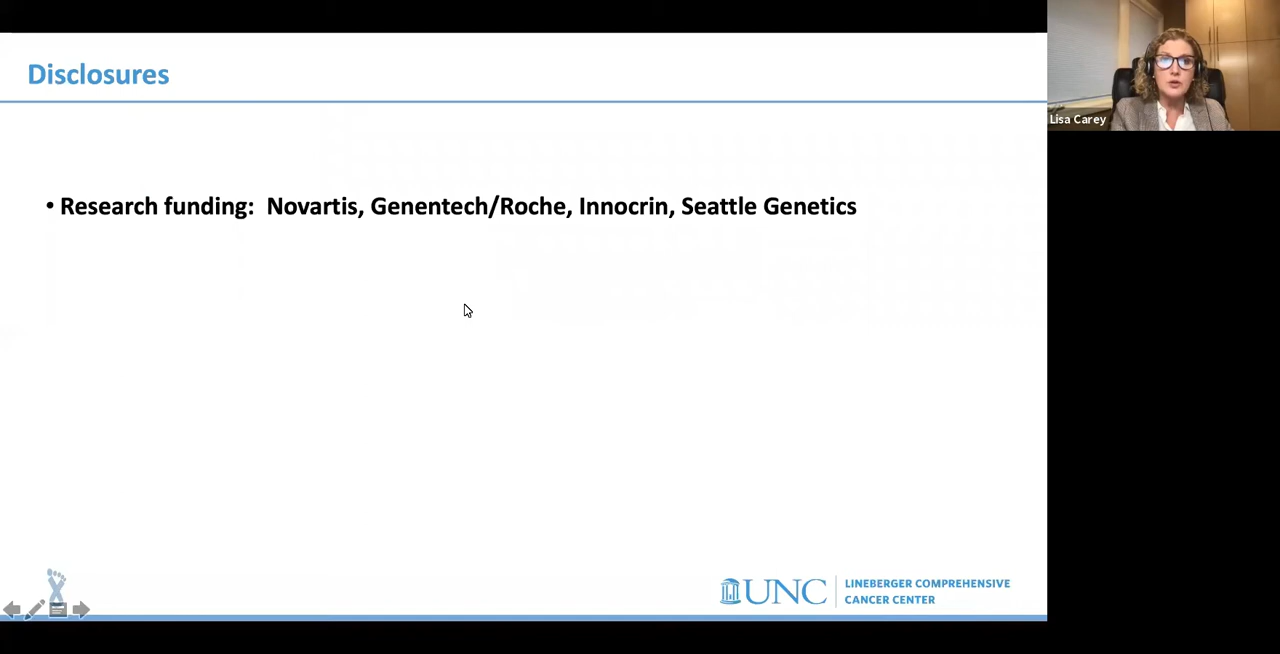 Disclosures
• Research funding:  Novartis, Genentech/Roche, Innocrin, Seattle Genetics
Lisa Carey
UNC
LINEBERGER COMPREHENSIVE
CANCER CENTER